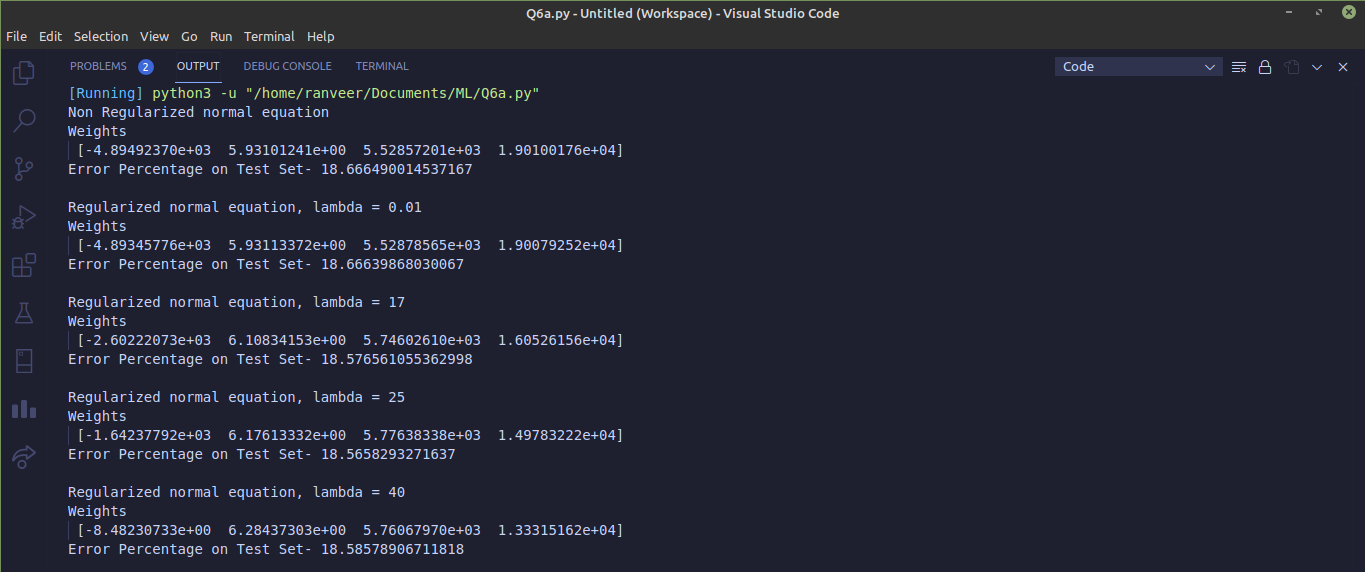 Q6a.py - Untitled (Workspace) - Visual Studio Code
File Edit Selection View Go Run Terminal Help
PROBLEMS 2 OUTPUT DEBUG CONSOLE TERMINAL Code
[Running] python3 -u "/home/ranveer/Documents/ML/Q6a.py"
Non Regularized normal equation
Weights
[-4.89492370e+03 5.93101241e+00 5.52857201e+03 1.90100176e+04]
Error Percentage on Test Set- 18.666490014537167
Regularized normal equation, lambda = 0.01
Weights
[-4.89345776e+03 5.93113372e+00 5.52878565e+03 1.90079252e+04]
Error Percentage on Test Set- 18.66639868030067
Regularized normal equation, lambda = 17
Weights
[-2.60222073e+03 6.10834153e+00 5.74602610e+03 1.60526156e+04]
Error Percentage on Test Set- 18.576561055362998
Regularized normal equation, lambda = 25
Weights
[-1.64237792e+03 6.17613332e+00 5.77638338e+03 1.49783222e+04]
Error Percentage on Test Set- 18.5658293271637
Regularized normal equation, lambda = 40
Weights
[-8.48230733e+00 6.28437303e+00 5.76067970e+03 1.33315162e+04]
Error Percentage on Test Set- 18.58578906711818